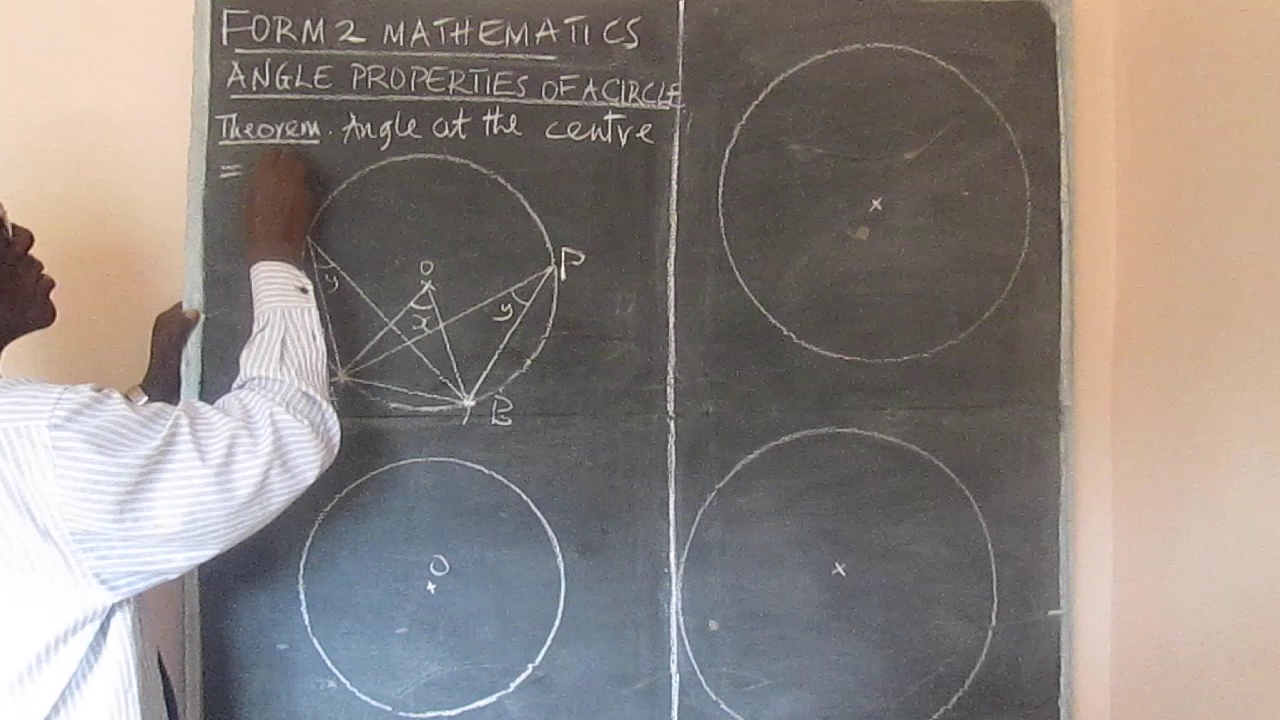 FORM 2 MATHEMATICS
ANGLE PROPERTIES OF A CIRCLE
Theorem. Angle at the centre
=
O
P
y
y
x
B
O